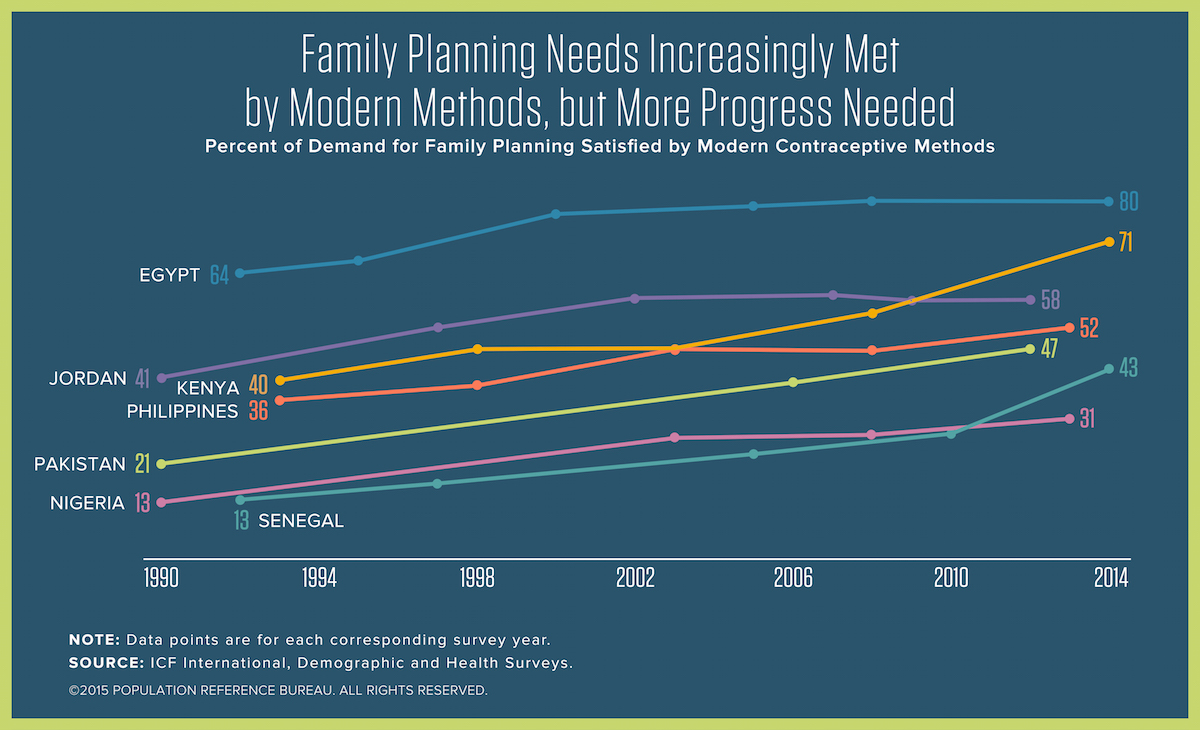 Family Planning Needs Increasingly Met
by Modern Methods, but More Progress Needed
Percent of Demand for Family Planning Satisfied by Modern Contraceptive Methods
80
71
EGYPT 64
58
52
47
JORDAN 41
43
KENYA 40
PHILIPPINES 36
31
PAKISTAN 21
NIGERIA 13
13 SENEGAL
1990 1994 1998 2002 2006 2010 2014
NOTE: Data points are for each corresponding survey year.
SOURCE: ICF International, Demographic and Health Surveys.
©2015 POPULATION REFERENCE BUREAU. ALL RIGHTS RESERVED.